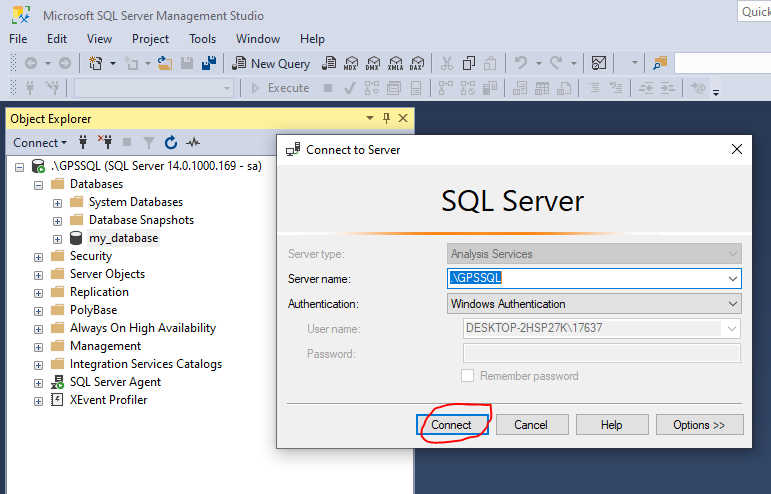 Microsoft SQL Server Management Studio
Quick
File Edit View Project Tools Window Help
New Query MDX DMX XMLA DAX
Execute
Object Explorer
Connect
.\GPSSQL (SQL Server 14.0.1000.169 - sa)
Databases
System Databases
Database Snapshots
my_database
Security
Server Objects
Replication
PolyBase
Always On High Availability
Management
Integration Services Catalogs
SQL Server Agent
XEvent Profiler
Connect to Server
SQL Server
Server type: Analysis Services
Server name: .\GPSSQL
Authentication: Windows Authentication
User name: DESKTOP-2HSP27K\17637
Password:
Remember password
Connect Cancel Help Options >>